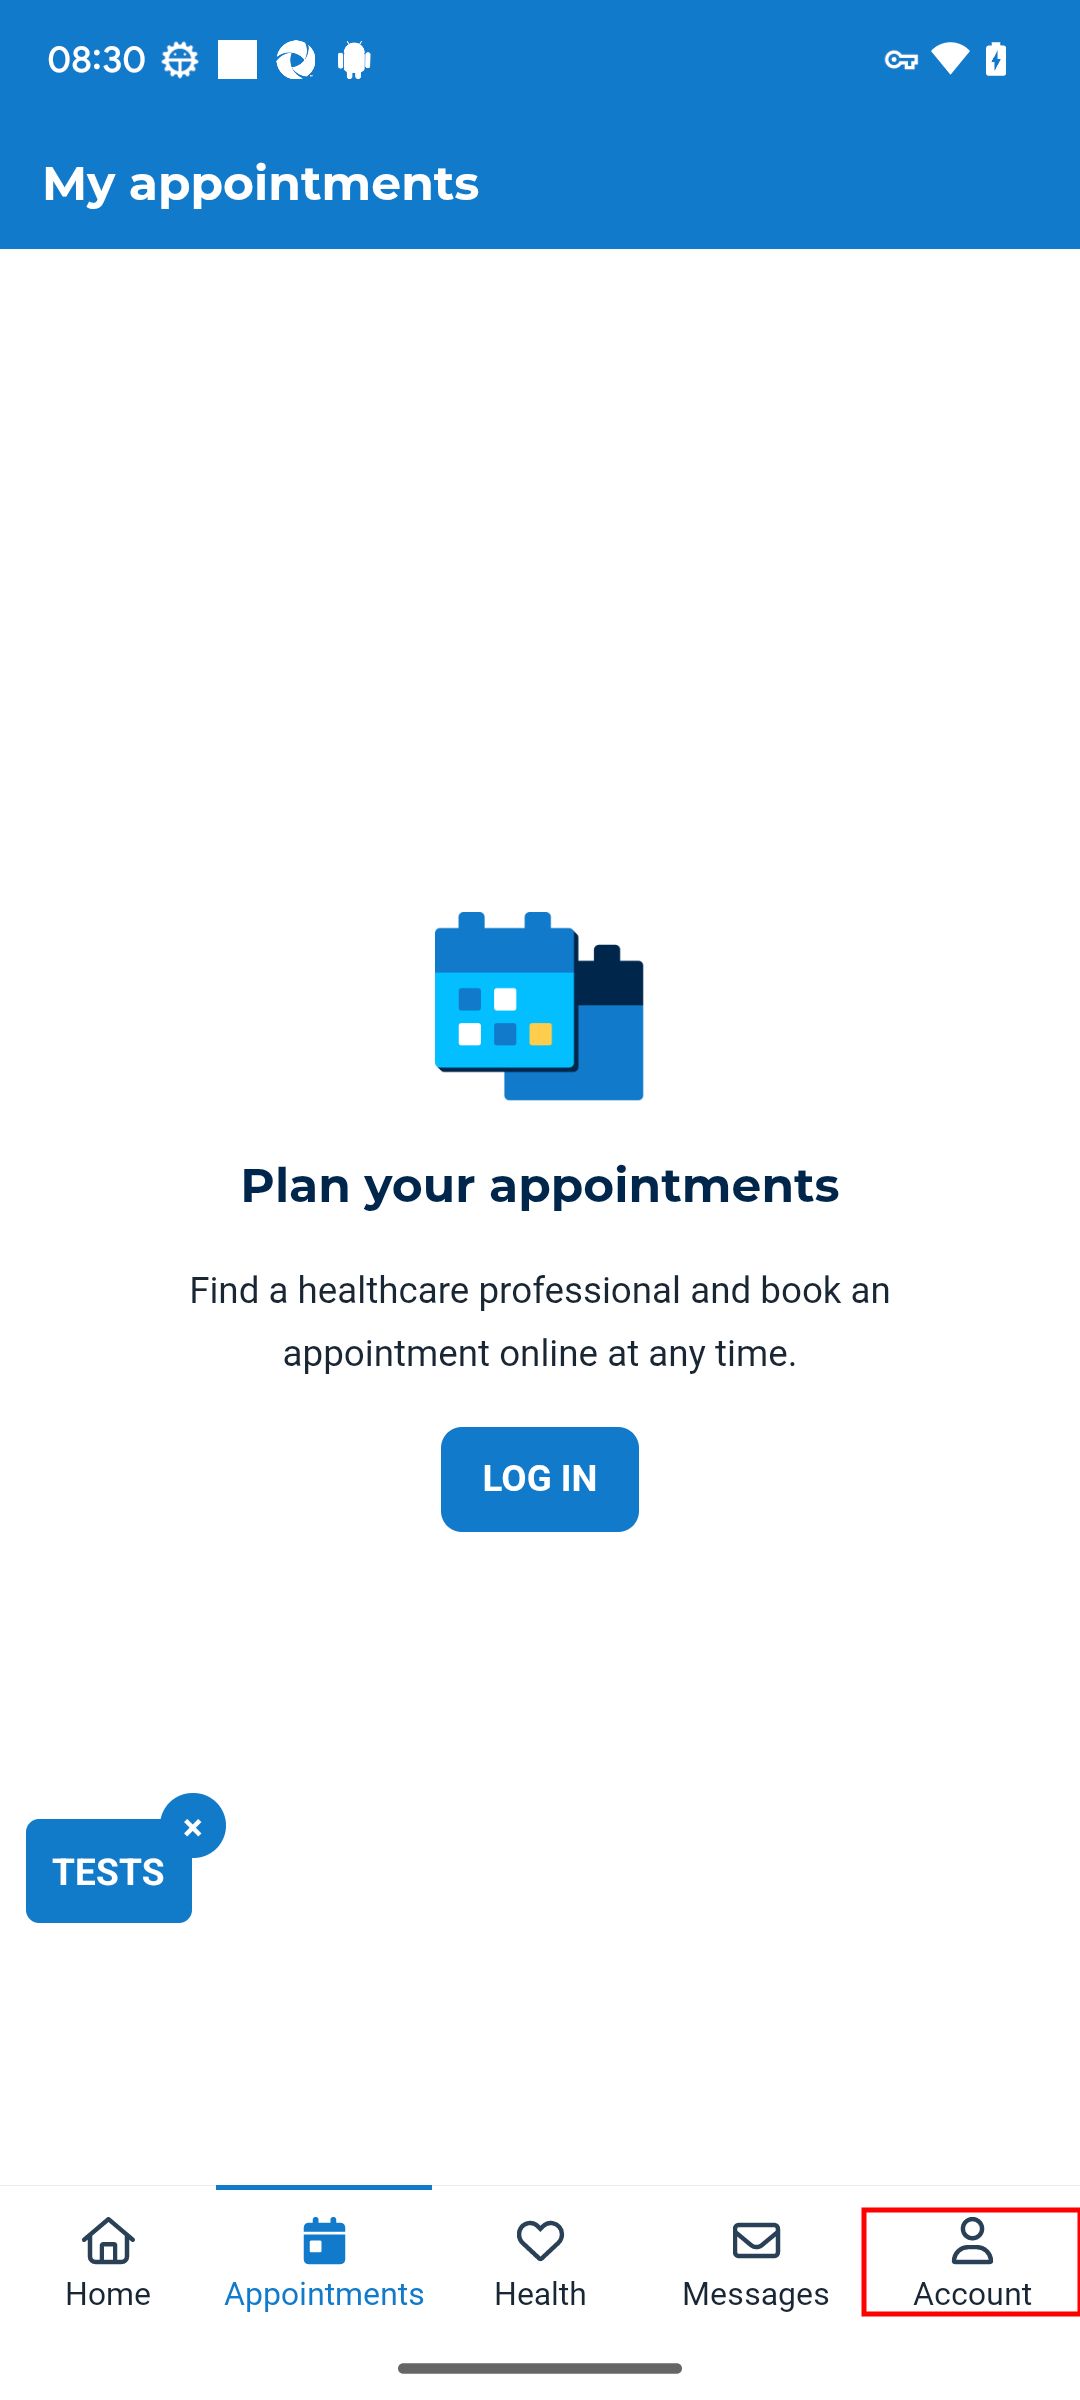 08:30
My appointments
Plan your appointments
Find a healthcare professional and book an
appointment online at any time.
LOG IN
×
TESTS
Home
Appointments
Health
Messages
Account